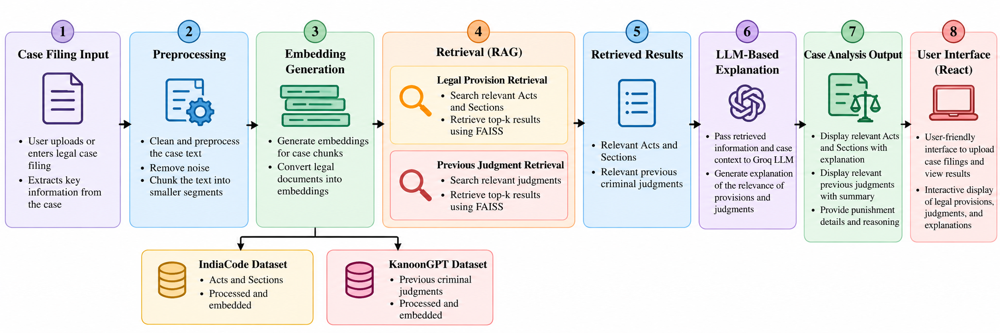 1
Case Filing Input
• User uploads or
enters legal case
filing
• Extracts key
information from
the case
2
Preprocessing
• Clean and preprocess
the case text
• Remove noise
• Chunk the text into
smaller segments
3
Embedding
Generation
• Generate embeddings
for case chunks
• Convert legal
documents into
embeddings
4
Retrieval (RAG)
Legal Provision Retrieval
• Search relevant Acts
and Sections
• Retrieve top-k results
using FAISS
Previous Judgment Retrieval
• Search relevant judgments
• Retrieve top-k results
using FAISS
5
Retrieved Results
• Relevant Acts and
Sections
• Relevant previous
criminal judgments
6
LLM-Based
Explanation
• Pass retrieved
information and case
context to Groq LLM
• Generate explanation
of the relevance of
provisions and
judgments
7
Case Analysis Output
• Display relevant Acts
and Sections with
explanation
• Display relevant
previous judgments
with summary
• Provide punishment
details and reasoning
8
User Interface
(React)
• User-friendly
interface to upload
case filings and
view results
• Interactive display
of legal provisions,
judgments, and
explanations
IndiaCode Dataset
• Acts and Sections
• Processed and
embedded
KanoonGPT Dataset
• Previous criminal
judgments
• Processed and
embedded